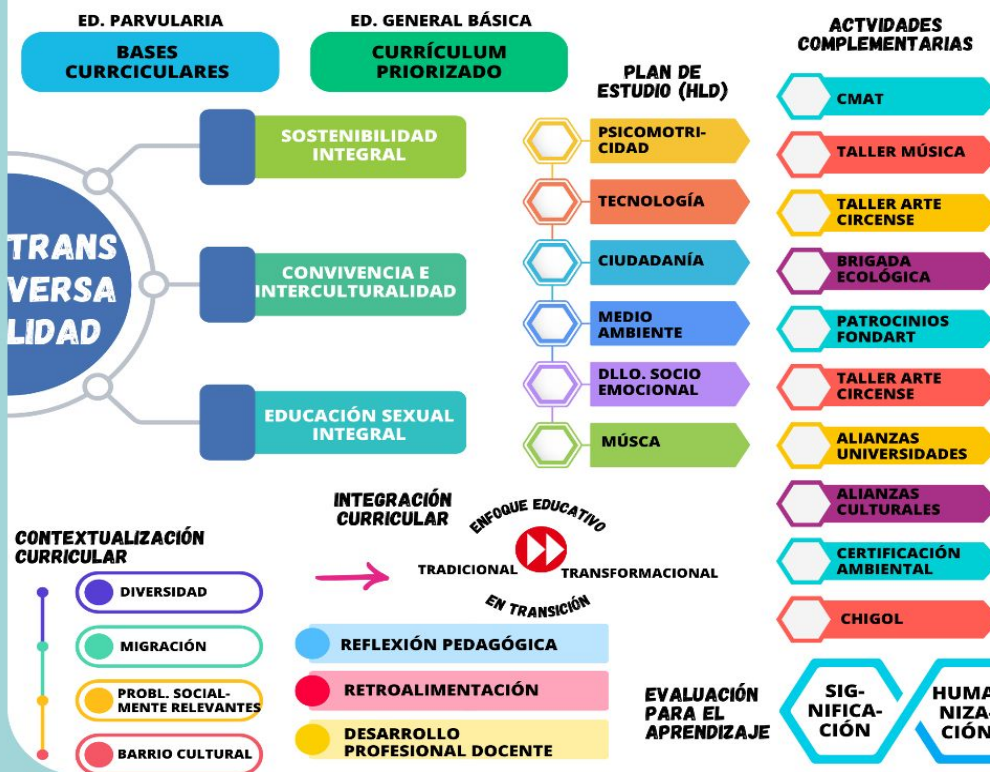 ED. PARVULARIA
BASES
CURRCICULARES
ED. GENERAL BÁSICA
CURRÍCULUM
PRIORIZADO
TRANS
VERSA
LIDAD
SOSTENIBILIDAD
INTEGRAL
CONVIVENCIA E
INTERCULTURALIDAD
EDUCACIÓN SEXUAL
INTEGRAL
PLAN DE
ESTUDIO (HLD)
PSICOMOTRI-
CIDAD
TECNOLOGÍA
CIUDADANÍA
MEDIO
AMBIENTE
DLLO. SOCIO
EMOCIONAL
MÚSCA
ACTVIDADES
COMPLEMENTARIAS
CMAT
TALLER MÚSICA
TALLER ARTE
CIRCENSE
BRIGADA
ECOLÓGICA
PATROCINIOS
FONDART
TALLER ARTE
CIRCENSE
ALIANZAS
UNIVERSIDADES
ALIANZAS
CULTURALES
CERTIFICACIÓN
AMBIENTAL
CHIGOL
CONTEXTUALIZACIÓN
CURRICULAR
DIVERSIDAD
MIGRACIÓN
PROBL. SOCIAL-
MENTE RELEVANTES
BARRIO CULTURAL
INTEGRACIÓN
CURRICULAR
ENFOQUE EDUCATIVO
TRADICIONAL
TRANSFORMACIONAL
EN TRANSICIÓN
REFLEXIÓN PEDAGÓGICA
RETROALIMENTACIÓN
DESARROLLO
PROFESIONAL DOCENTE
EVALUACIÓN
PARA EL
APRENDIZAJE
SIG-
NIFICA-
CIÓN
HUMA
NIZA-
CIÓN